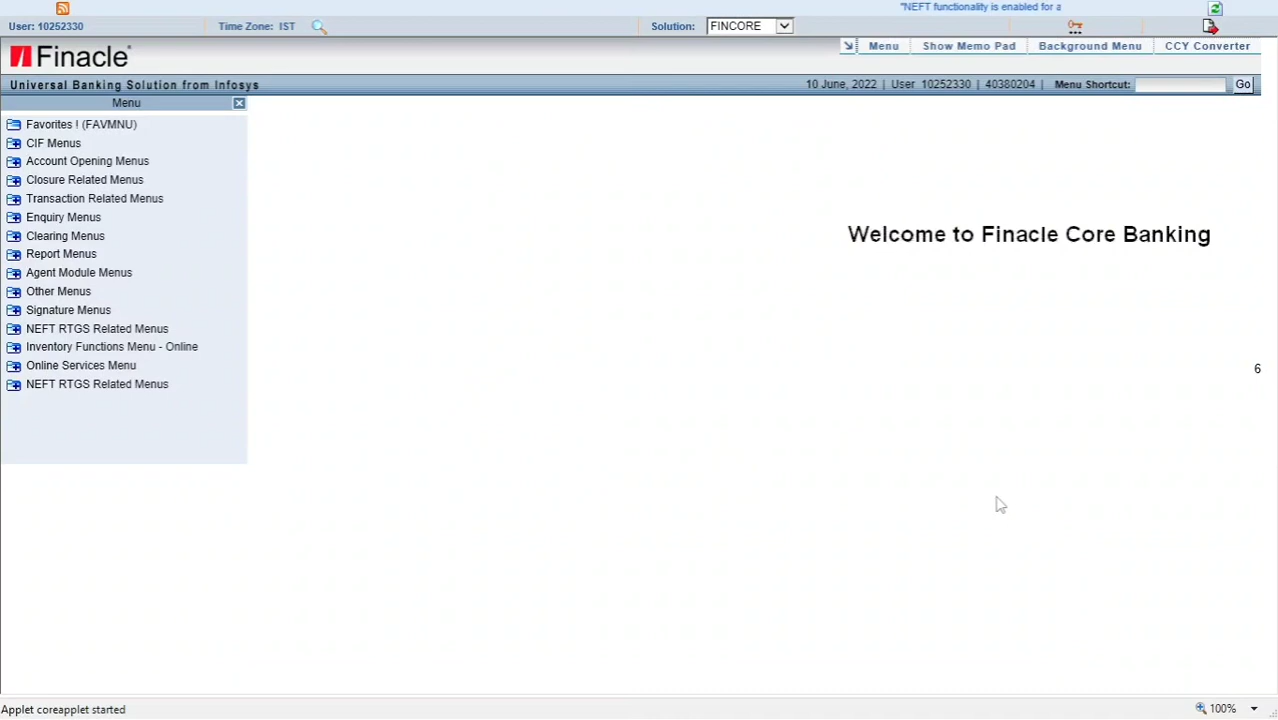 "NEFT functionality is enabled for a
User: 10252330 Time Zone: IST Solution: FINCORE
Finacle Menu Show Memo Pad Background Menu CCY Converter
Universal Banking Solution from Infosys 10 June, 2022 | User 10252330 | 40380204 | Menu Shortcut: Go
Menu
Favorites ! (FAVMNU)
CIF Menus
Account Opening Menus
Closure Related Menus
Transaction Related Menus
Enquiry Menus
Clearing Menus
Report Menus
Agent Module Menus
Other Menus
Signature Menus
NEFT RTGS Related Menus
Inventory Functions Menu - Online
Online Services Menu
NEFT RTGS Related Menus
Welcome to Finacle Core Banking
6
Applet coreapplet started 100%